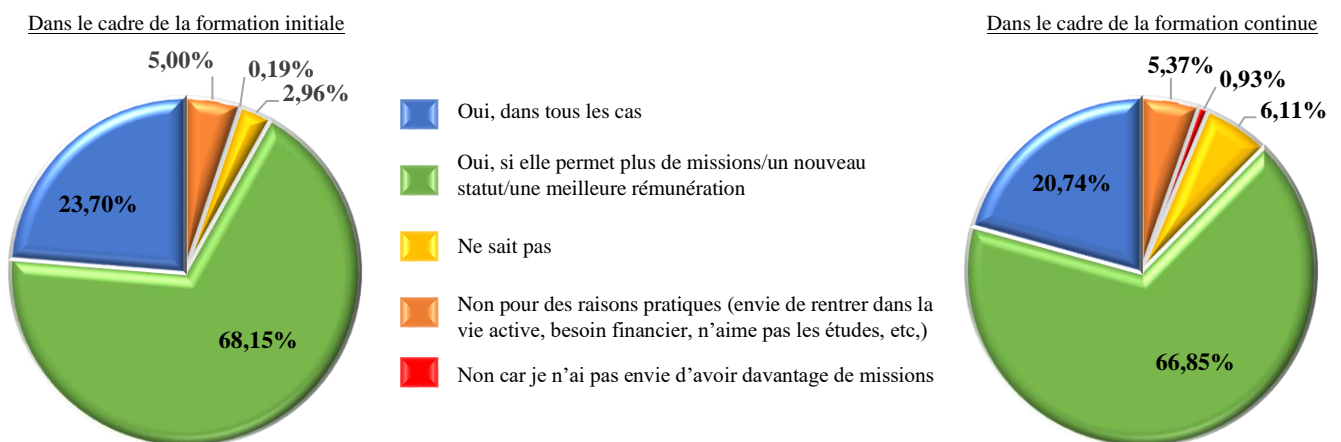 Dans le cadre de la formation initiale
5,00%
0,19%
2,96%
23,70%
68,15%
Oui, dans tous les cas
Oui, si elle permet plus de missions/un nouveau
statut/une meilleure rémunération
Ne sait pas
Non pour des raisons pratiques (envie de rentrer dans la
vie active, besoin financier, n’aime pas les études, etc,)
Non car je n’ai pas envie d’avoir davantage de missions
Dans le cadre de la formation continue
5,37%
0,93%
6,11%
20,74%
66,85%